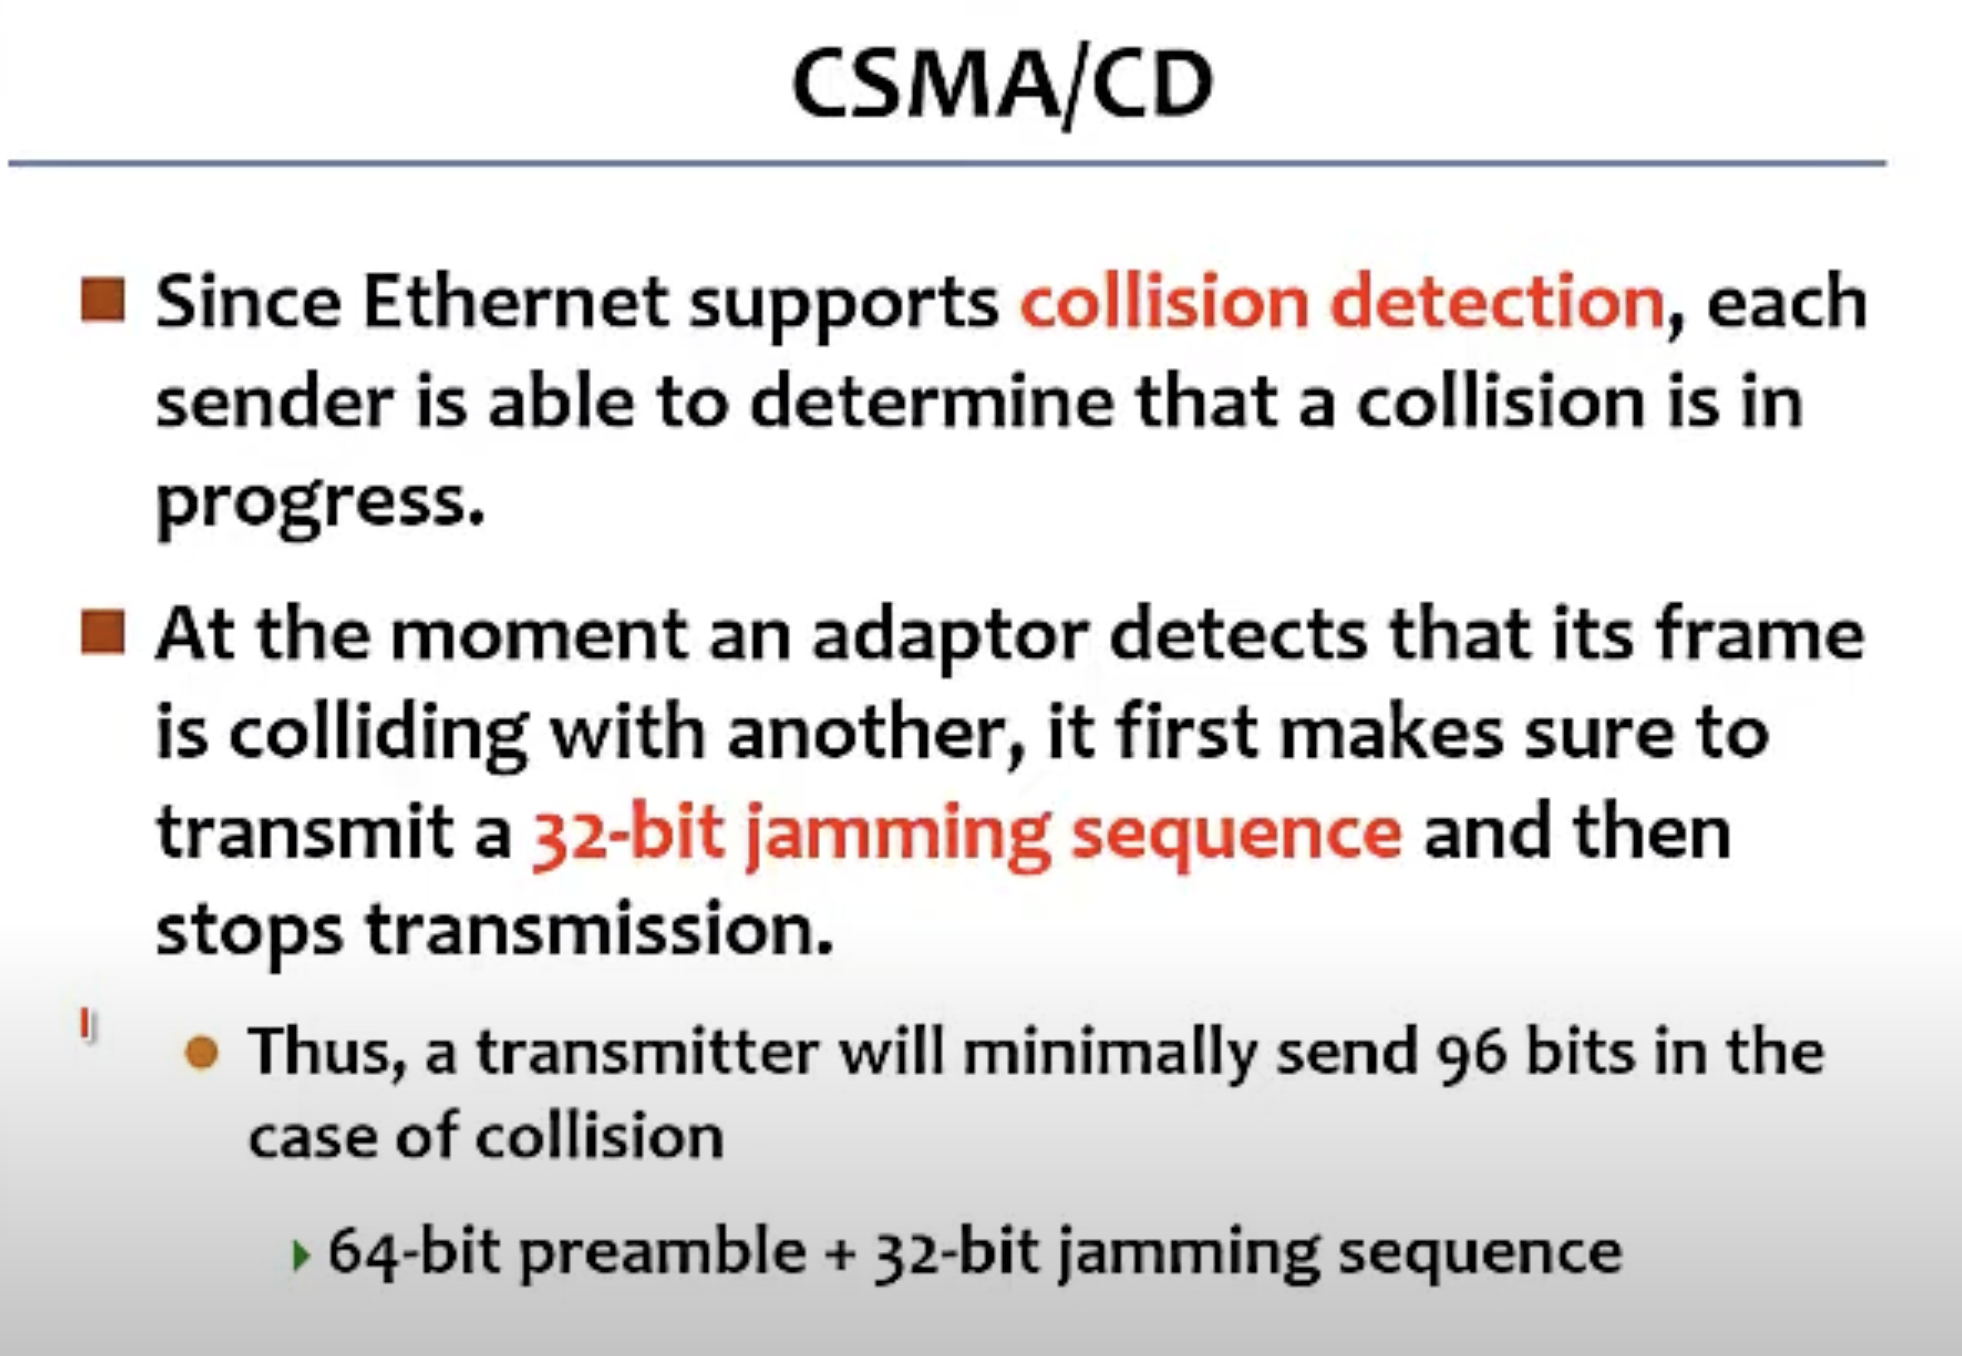 CSMA/CD
Since Ethernet supports collision detection, each
sender is able to determine that a collision is in
progress.
At the moment an adaptor detects that its frame
is colliding with another, it first makes sure to
transmit a 32-bit jamming sequence and then
stops transmission.
Thus, a transmitter will minimally send 96 bits in the
case of collision
64-bit preamble + 32-bit jamming sequence